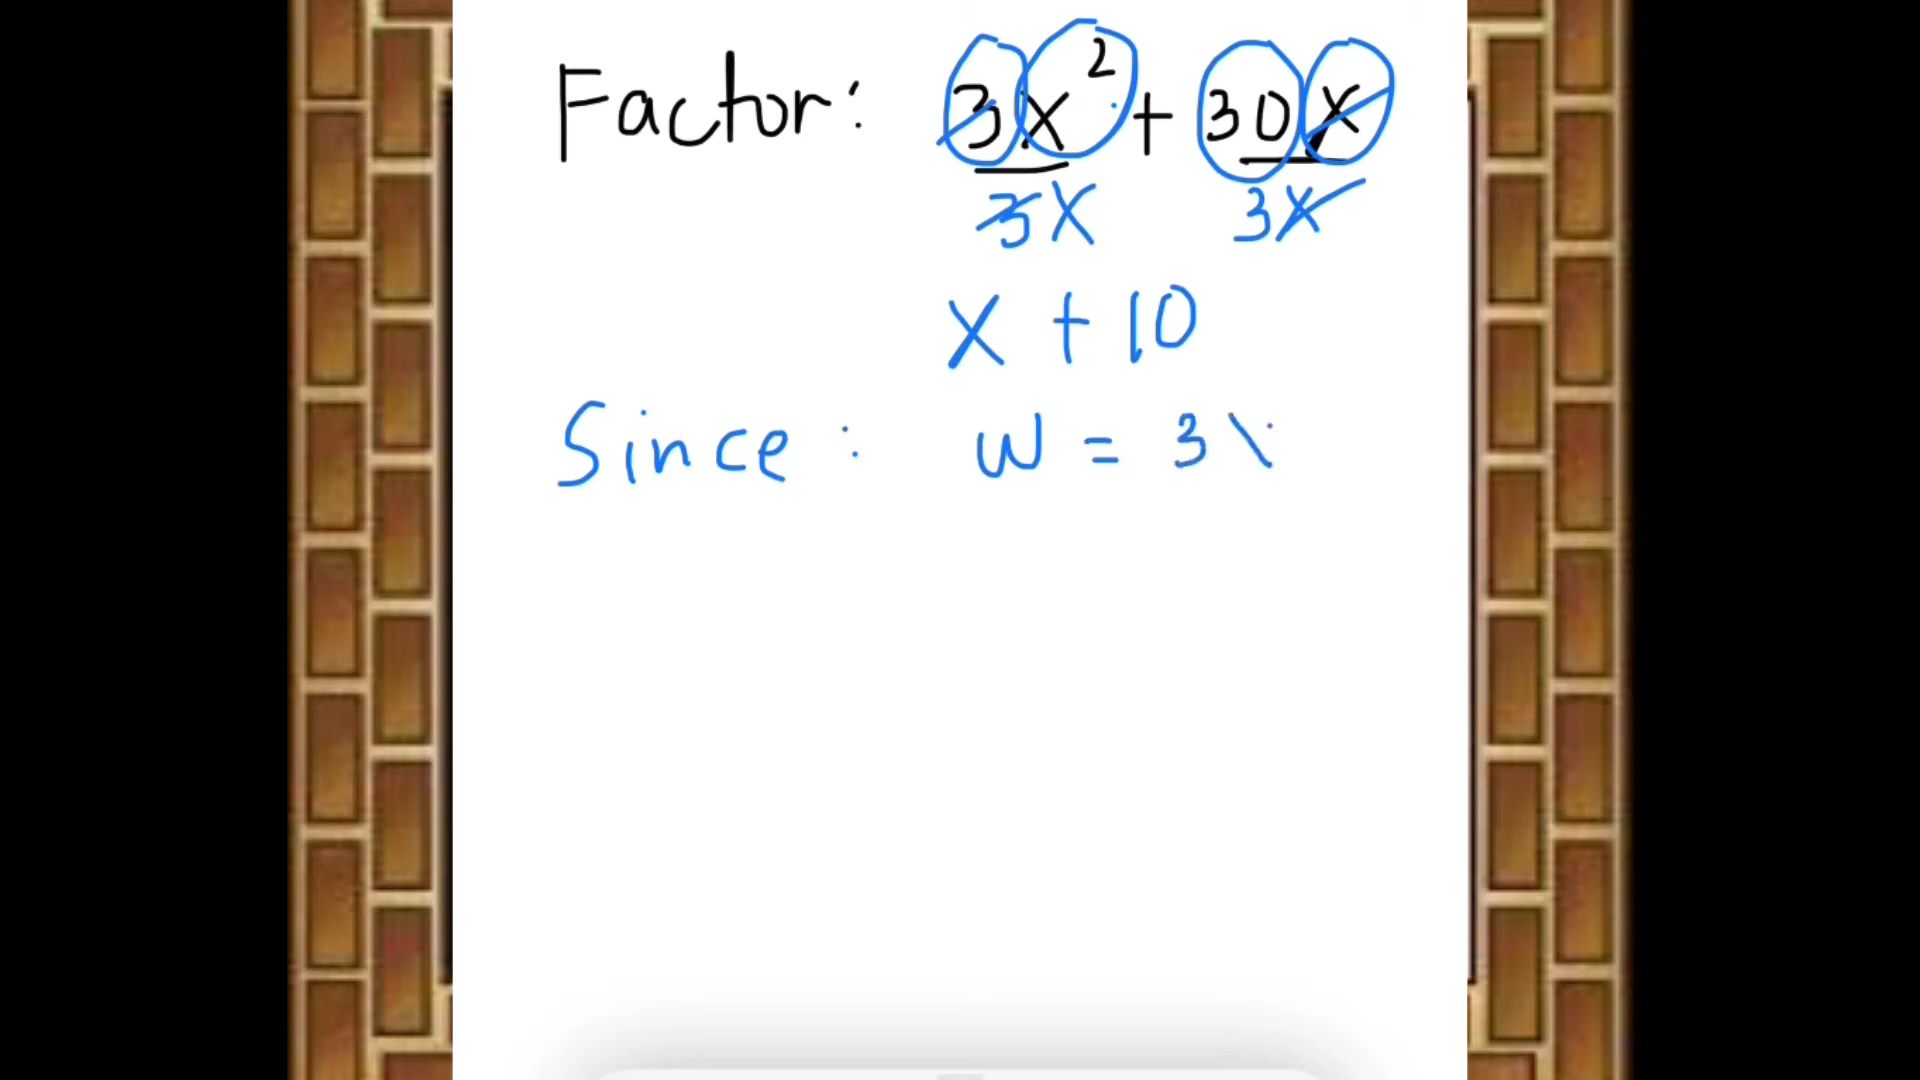 Factor: 3x² + 30x
3x 3x
x + 10
Since: w = 3\